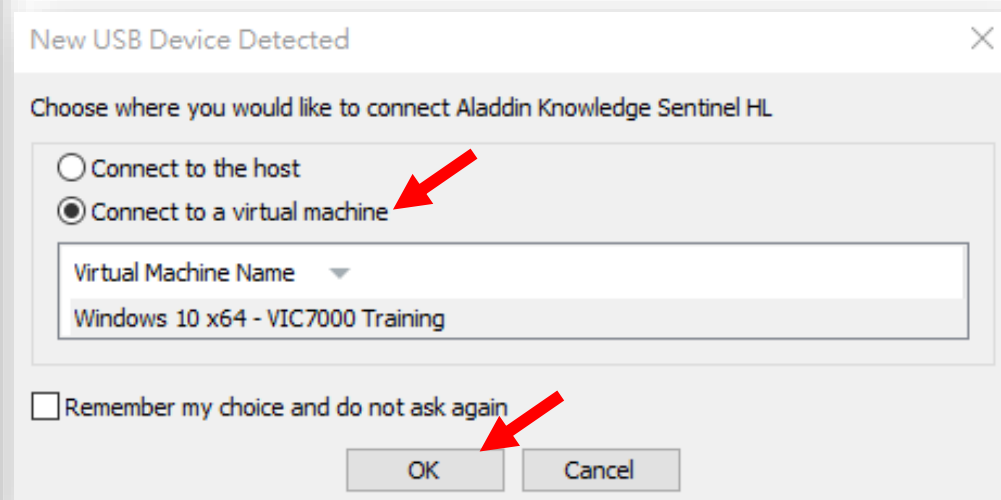 New USB Device Detected
Choose where you would like to connect Aladdin Knowledge Sentinel HL
Connect to the host
Connect to a virtual machine
Virtual Machine Name
Windows 10 x64 - VIC7000 Training
Remember my choice and do not ask again
OK Cancel